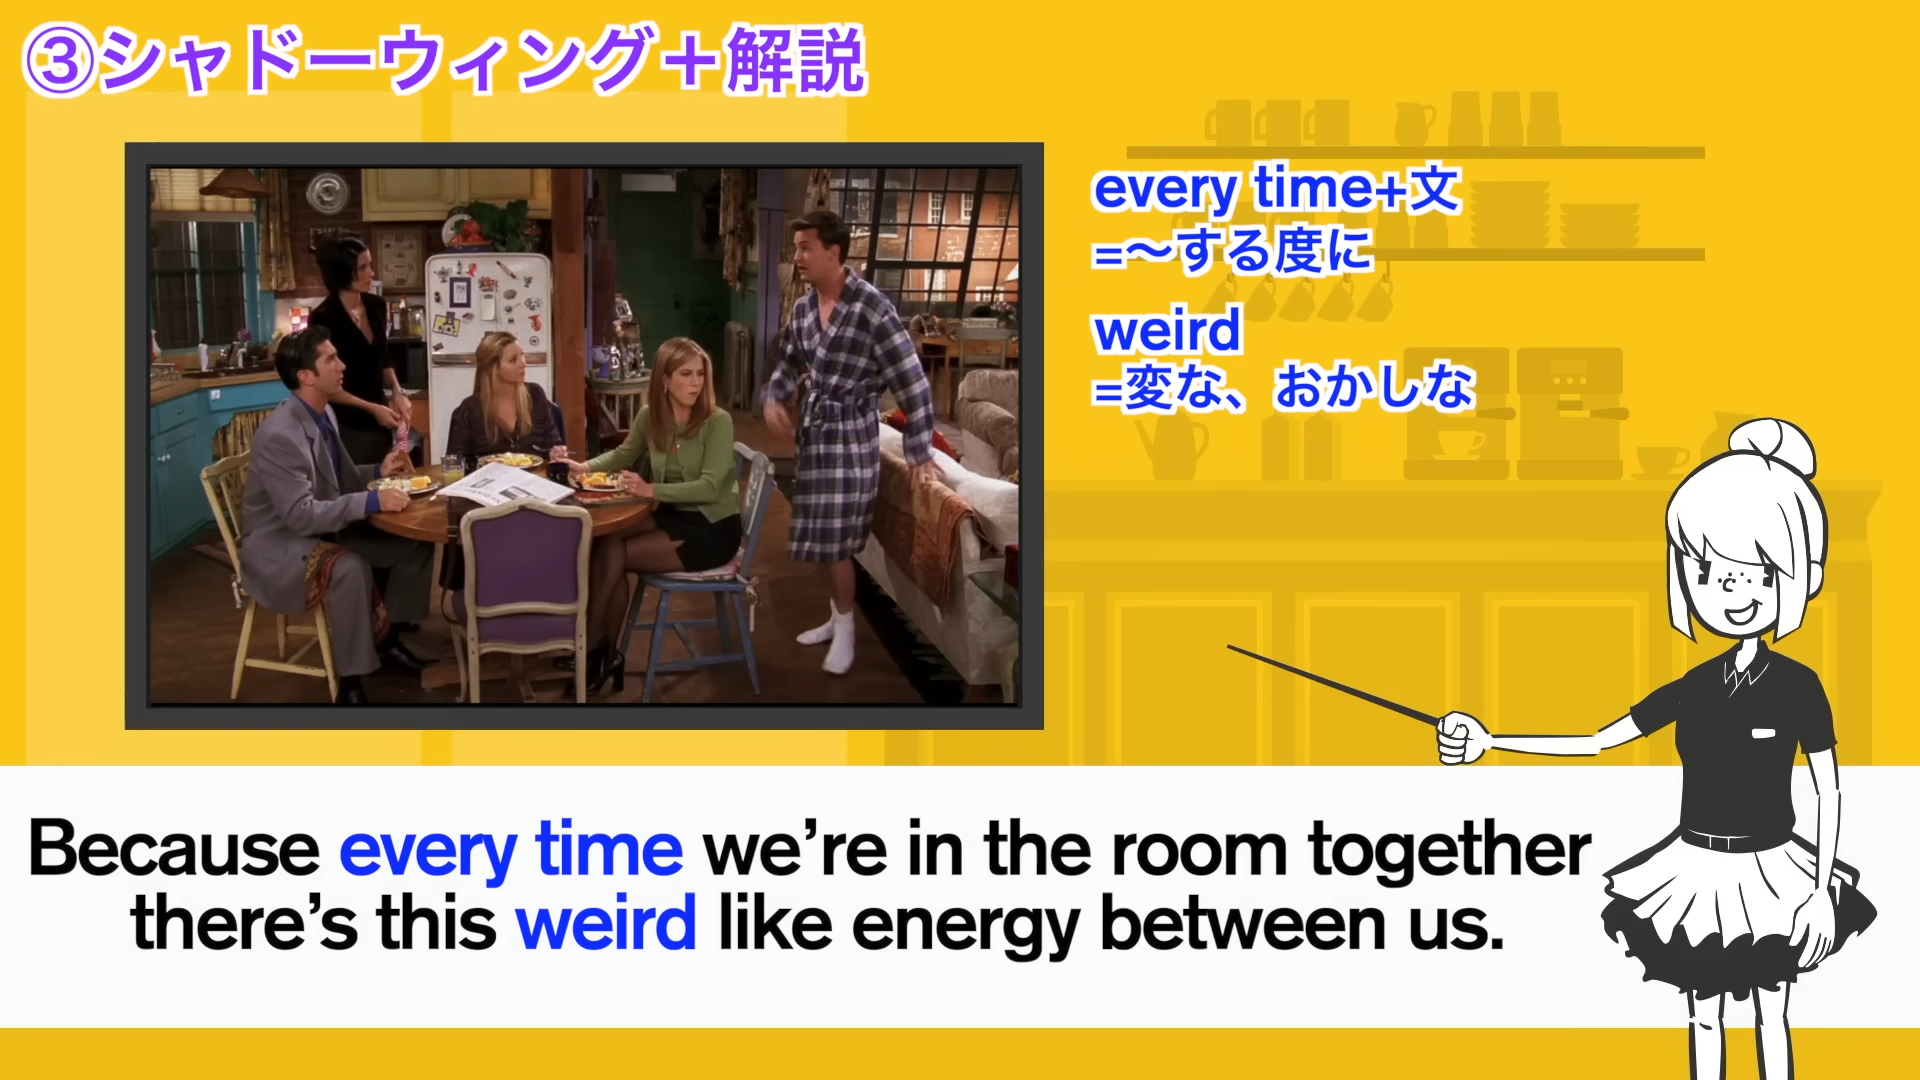 ③シャドーウィング＋解説
every time+文
=〜する度に
weird
=変な、おかしな
Because every time we’re in the room together
there’s this weird like energy between us.